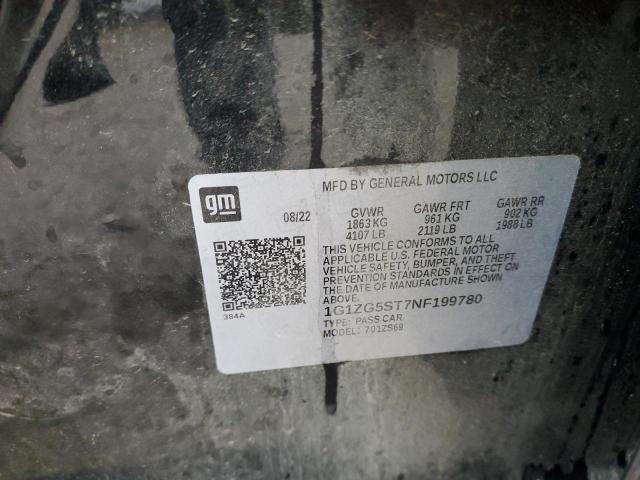 MFD BY GENERAL MOTORS LLC
gm
08/22
GVWR GAWR FRT GAWR RR
1863 KG 961 KG 902 KG
4107 LB 2119 LB 1988 LB
THIS VEHICLE CONFORMS TO ALL
APPLICABLE U.S. FEDERAL MOTOR
VEHICLE SAFETY, BUMPER, AND THEFT
PREVENTION STANDARDS IN EFFECT ON
THE DATE OF MANUFACTURE SHOWN
ABOVE.
384A
1G1ZG5ST7NF199780
TYPE: PASS CAR
MODEL: 701ZS69